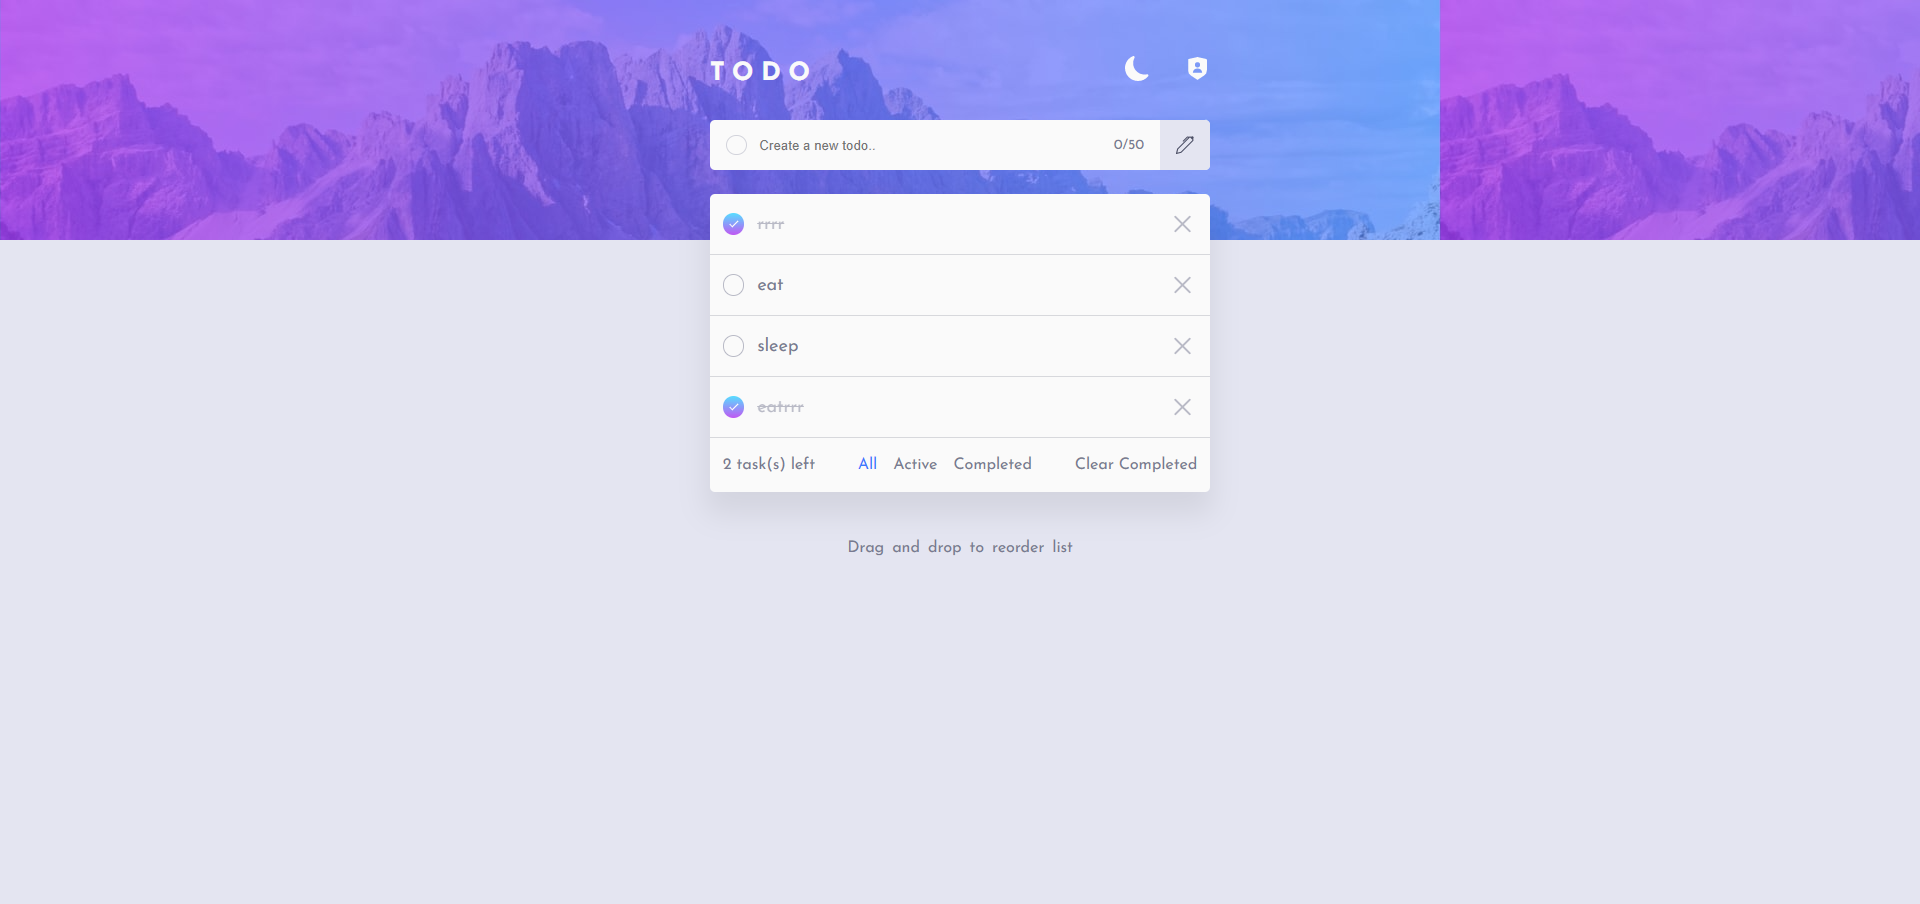 TODO
Create a new todo.. 0/50
rrrr
eat
sleep
eatrrr
2 task(s) left All Active Completed Clear Completed
Drag and drop to reorder list